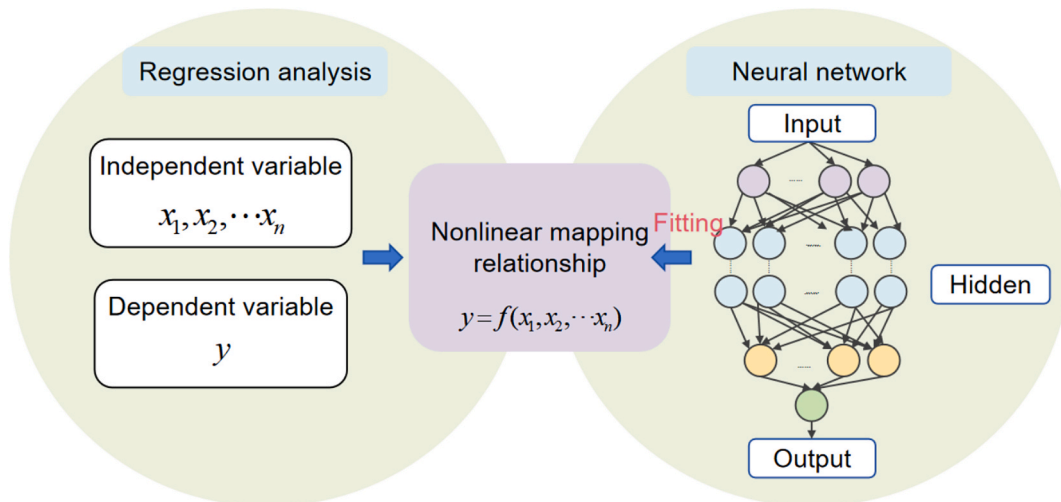 Regression analysis
Independent variable
x₁, x₂, ⋯xₙ
Dependent variable
y
Nonlinear mapping
relationship
y = f(x₁, x₂, ⋯xₙ)
Fitting
Neural network
Input
......
......
......
Hidden
......
Output